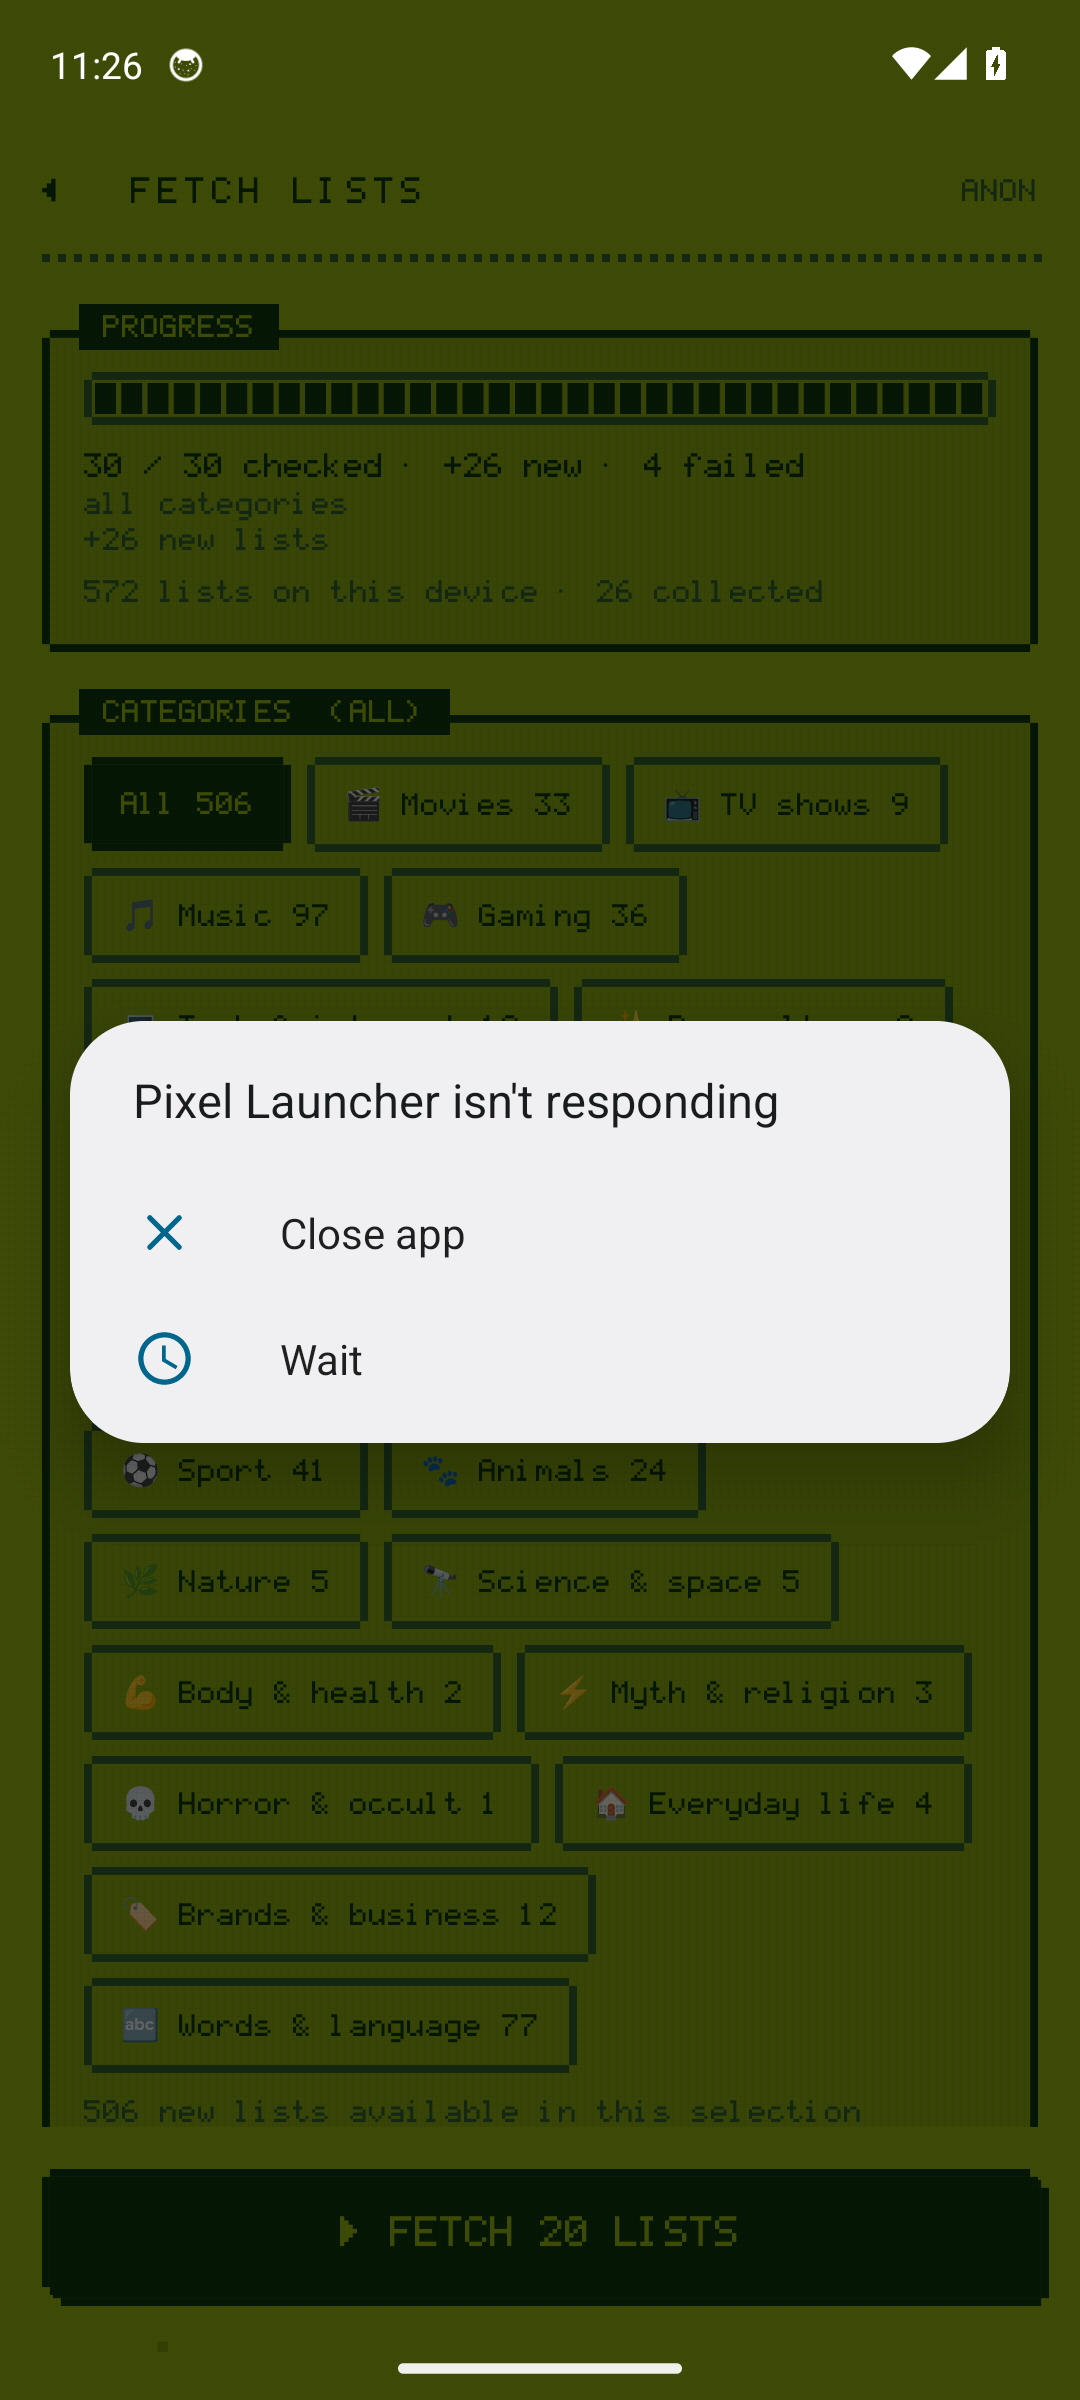 11:26
FETCH LISTS
ANON
PROGRESS
30 / 30 checked · +26 new · 4 failed
all categories
+26 new lists
572 lists on this device · 26 collected
CATEGORIES (ALL)
All 506
Movies 33
TV shows 9
Music 97
Gaming 36
Pixel Launcher isn't responding
Close app
Wait
Sport 41
Animals 24
Nature 5
Science & space 5
Body & health 2
Myth & religion 3
Horror & occult 1
Everyday life 4
Brands & business 12
abc Words & language 77
506 new lists available in this selection
FETCH 20 LISTS